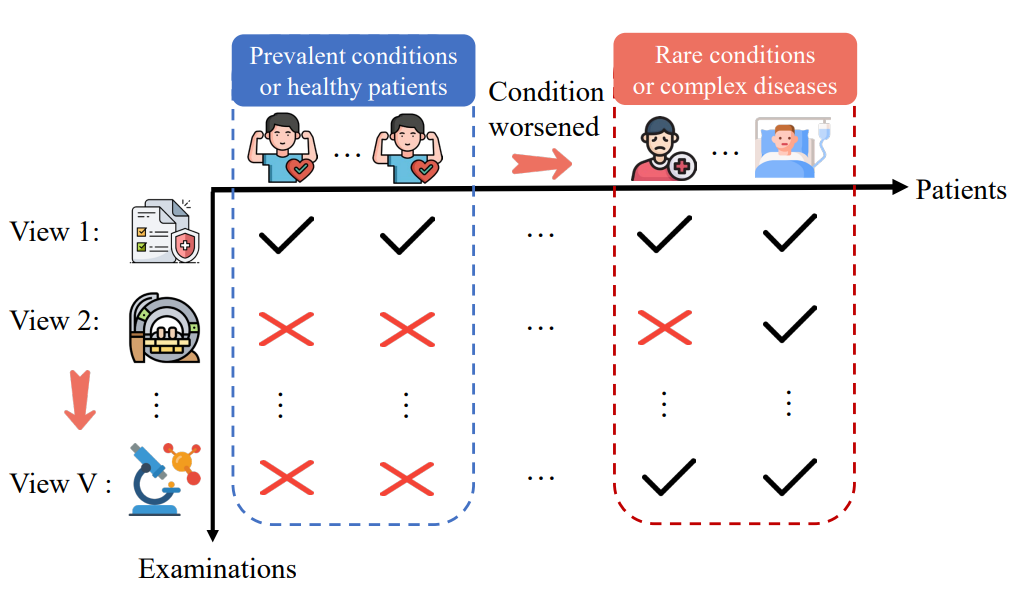 Prevalent conditions
or healthy patients
Condition
worsened
Rare conditions
or complex diseases
...
...
Patients
View 1:
...
View 2:
...
View V :
...
Examinations